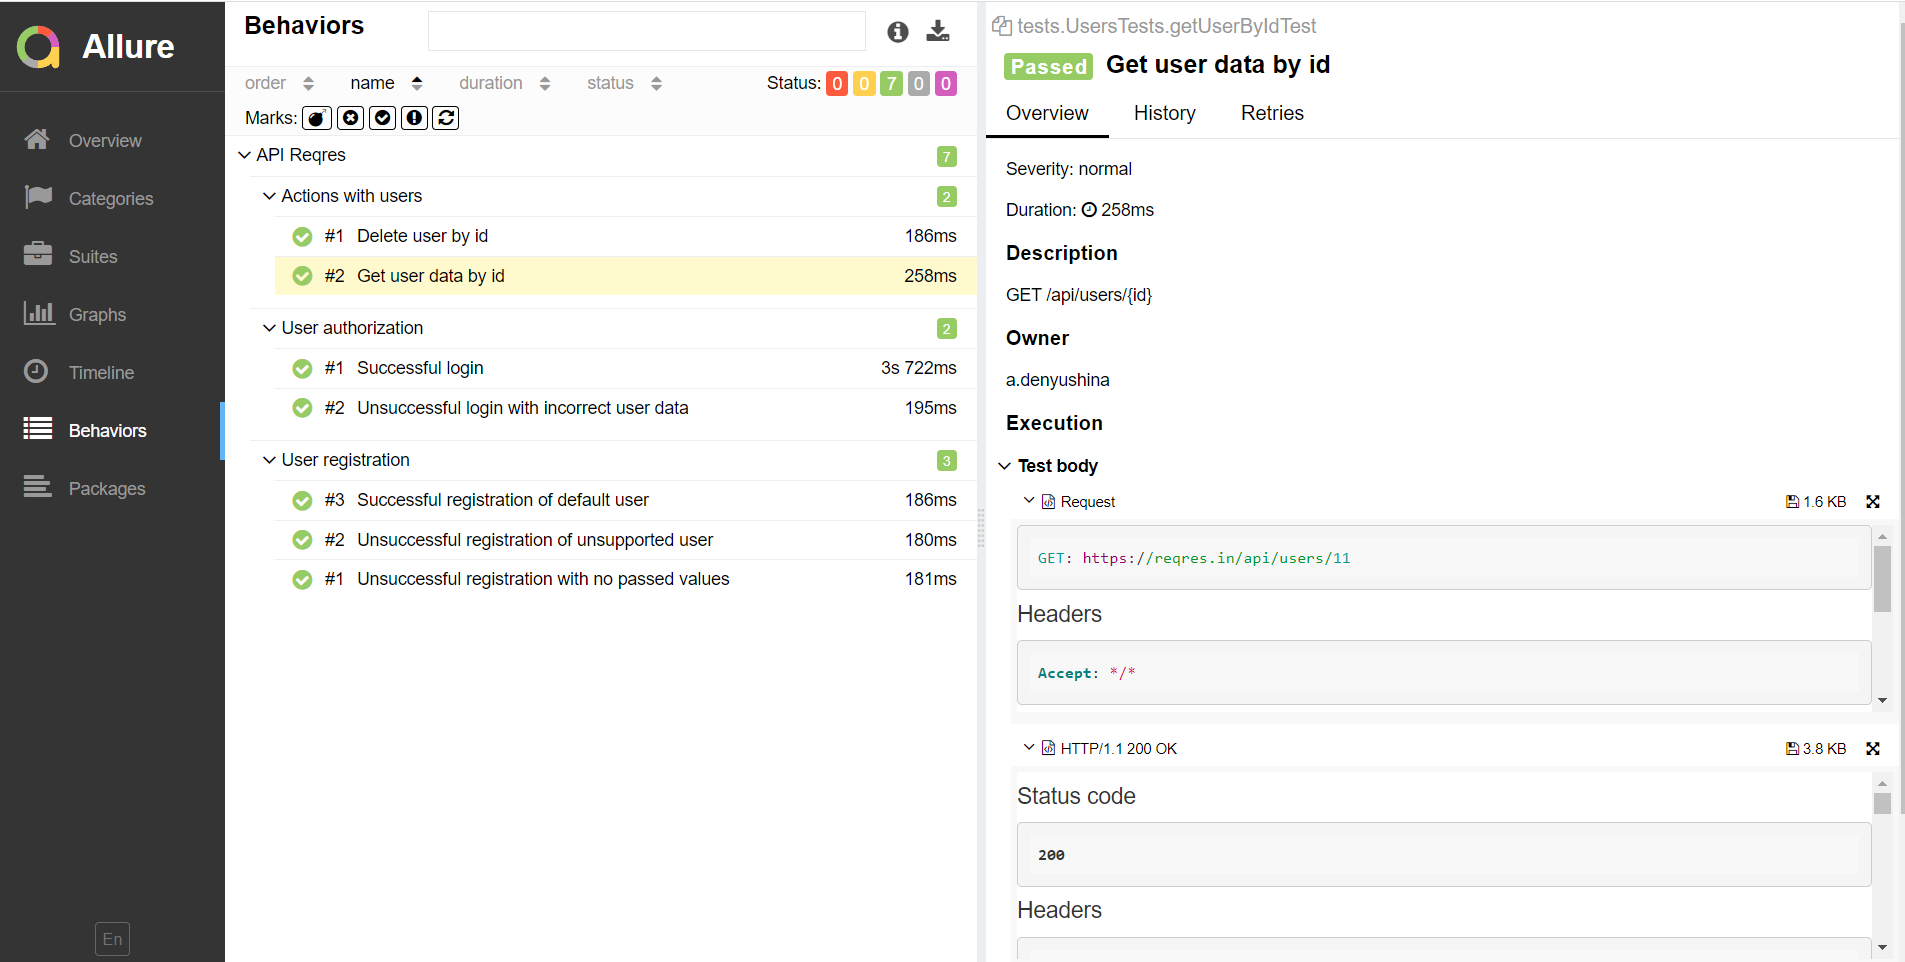 Allure
Overview
Categories
Suites
Graphs
Timeline
Behaviors
Packages
En
Behaviors
order name duration status Status: 0 0 7 0 0
Marks:
API Reqres 7
Actions with users 2
#1 Delete user by id 186ms
#2 Get user data by id 258ms
User authorization 2
#1 Successful login 3s 722ms
#2 Unsuccessful login with incorrect user data 195ms
User registration 3
#3 Successful registration of default user 186ms
#2 Unsuccessful registration of unsupported user 180ms
#1 Unsuccessful registration with no passed values 181ms
tests.UsersTests.getUserByIdTest
Passed Get user data by id
Overview History Retries
Severity: normal
Duration: 258ms
Description
GET /api/users/{id}
Owner
a.denyushina
Execution
Test body
Request 1.6 KB
GET: https://reqres.in/api/users/11
Headers
Accept: */*
HTTP/1.1 200 OK 3.8 KB
Status code
200
Headers